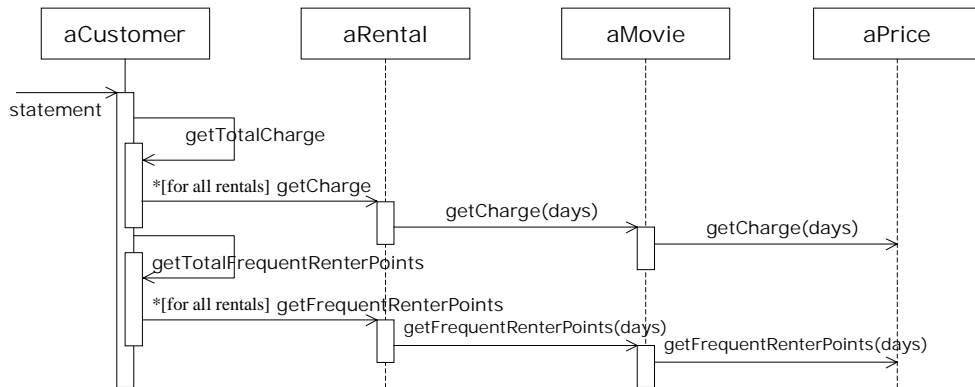 aCustomer
aRental
aMovie
aPrice
statement
getTotalCharge
*[for all rentals] getCharge
getCharge(days)
getCharge(days)
getTotalFrequentRenterPoints
*[for all rentals] getFrequentRenterPoints
getFrequentRenterPoints(days)
getFrequentRenterPoints(days)